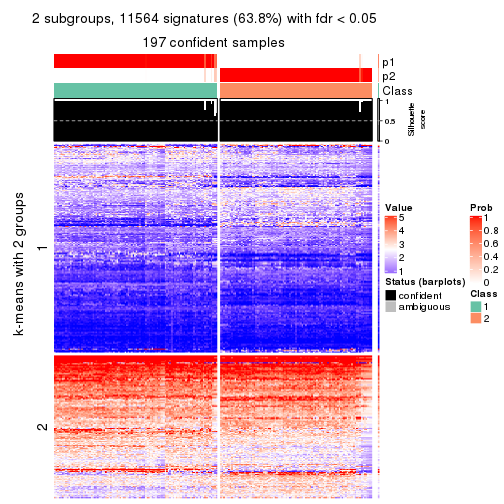 2 subgroups, 11564 signatures (63.8%) with fdr < 0.05
197 confident samples
p1
p2
Class
1
0.5
0
Silhouette
score
k-means with 2 groups
1
2
Value
5
4
3
2
1
Status (barplots)
confident
ambiguous
Prob
1
0.8
0.6
0.4
0.2
0
Class
1
2